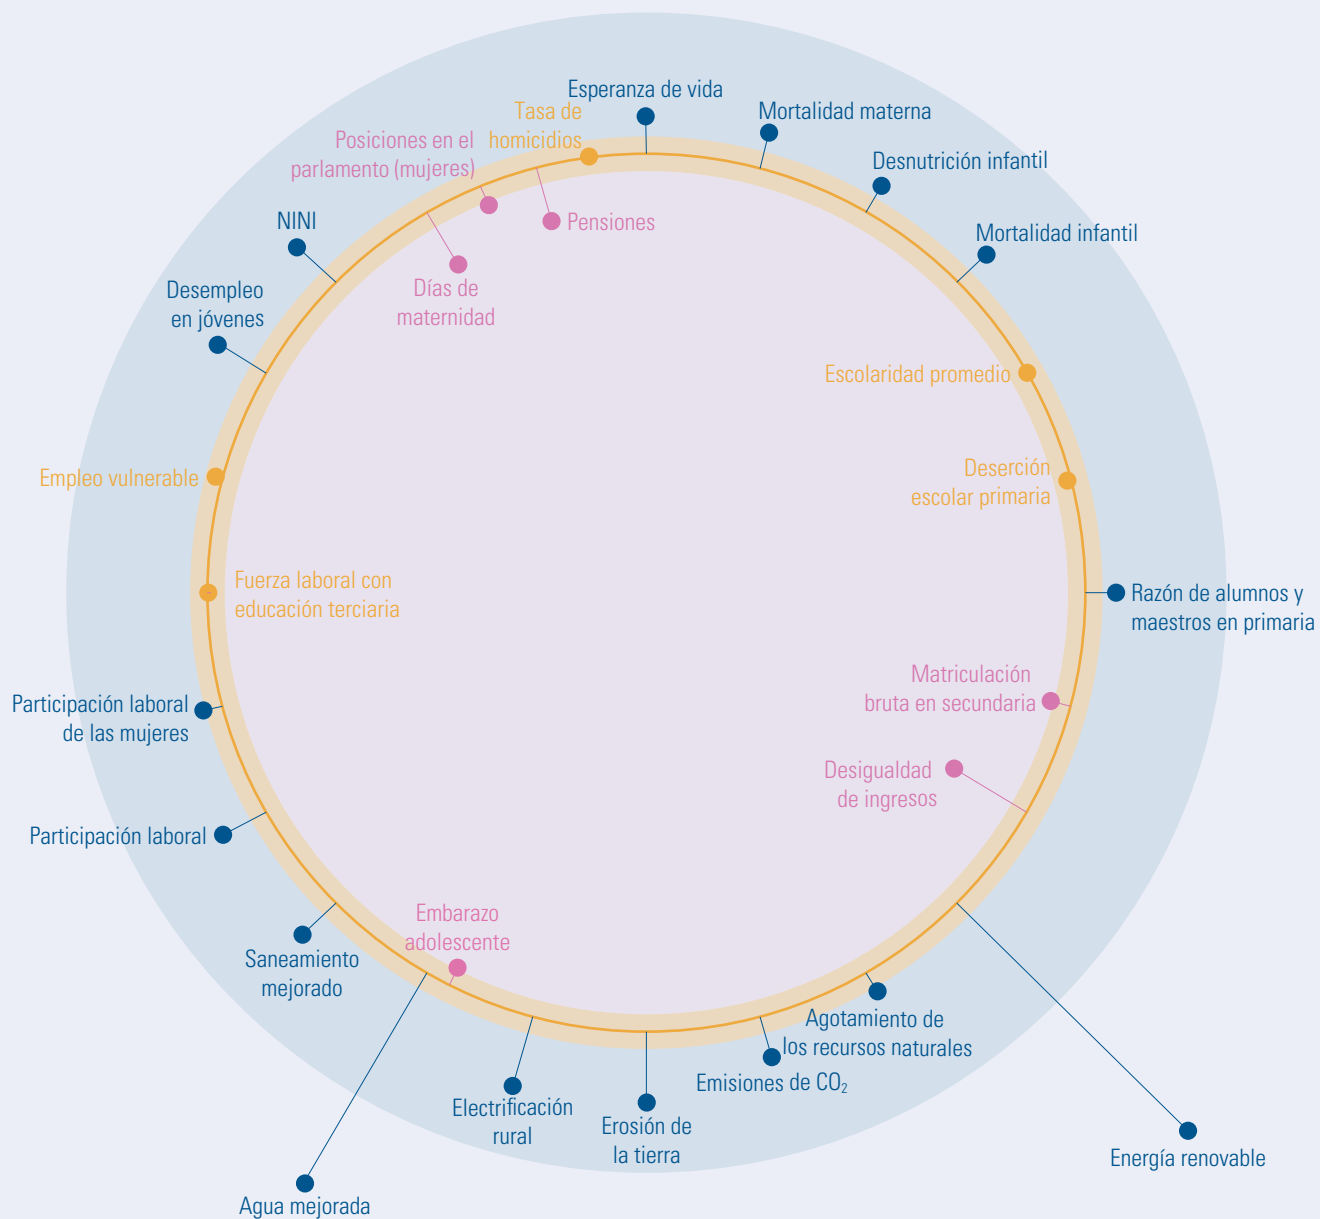 Esperanza de vida
Tasa de
homicidios
Mortalidad materna
Posiciones en el
parlamento (mujeres)
Desnutrición infantil
NINI
Pensiones
Mortalidad infantil
Días de
maternidad
Desempleo
en jóvenes
Escolaridad promedio
Empleo vulnerable
Deserción
escolar primaria
Fuerza laboral con
educación terciaria
Razón de alumnos y
maestros en primaria
Matriculación
bruta en secundaria
Participación laboral
de las mujeres
Desigualdad
de ingresos
Participación laboral
Embarazo
adolescente
Saneamiento
mejorado
Agotamiento de
los recursos naturales
Emisiones de CO₂
Electrificación
rural
Erosión de
la tierra
Energía renovable
Agua mejorada